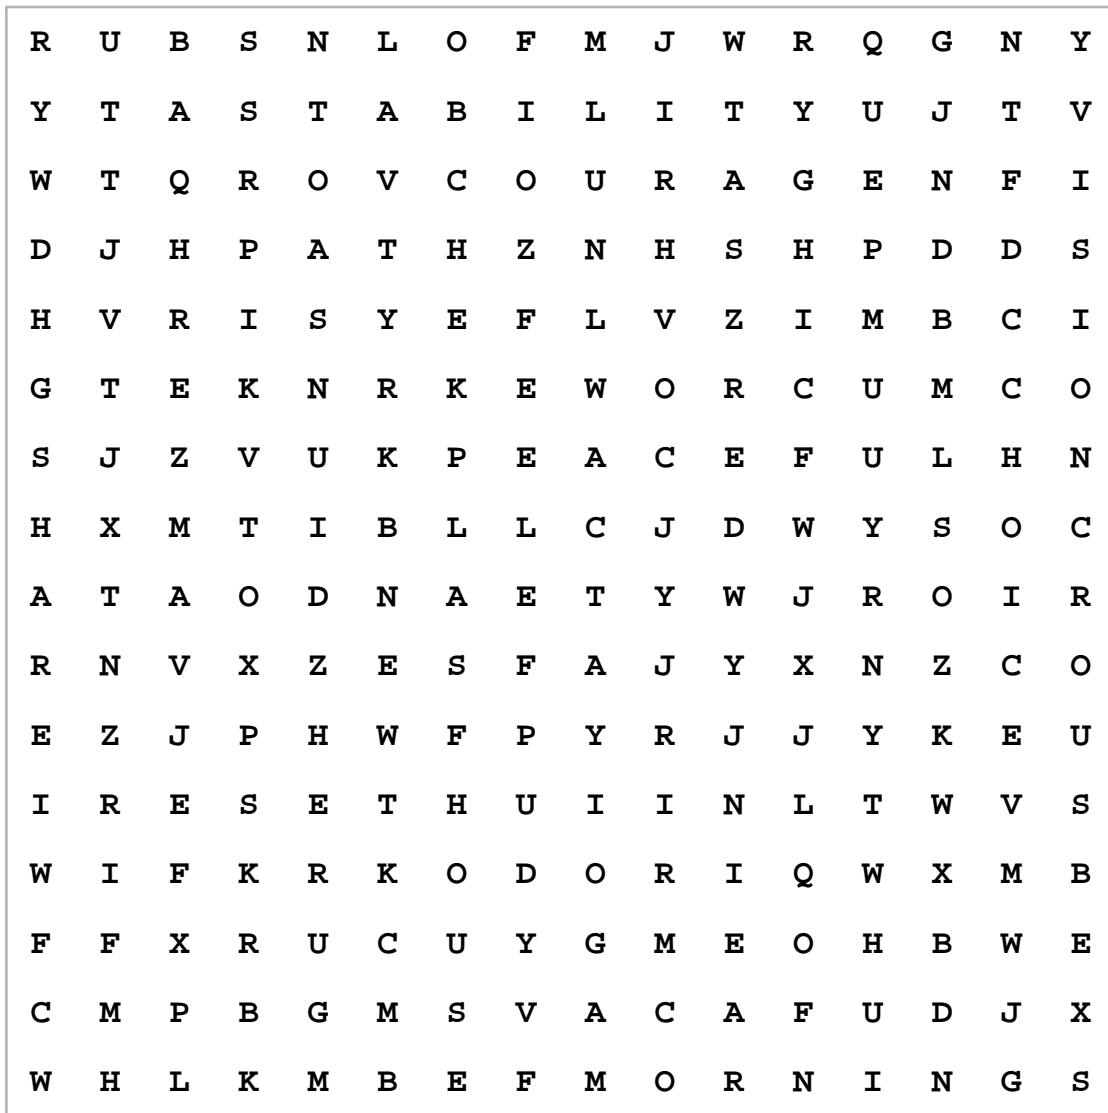 R U B S N L O F M J W R Q G N Y
Y T A S T A B I L I T Y U J T V
W T Q R O V C O U R A G E N F I
D J H P A T H Z N H S H P D D S
H V R I S Y E F L V Z I M B C I
G T E K N R K E W O R C U M C O
S J Z V U K P E A C E F U L H N
H X M T I B L L C J D W Y S O C
A T A O D N A E T Y W J R O I R
R N V X Z E S F A J Y X N Z C O
E Z J P H W F P Y R J J Y K E U
I R E S E T H U I I N L T W V S
W I F K R K O D O R I Q W X M B
F F X R U C U Y G M E O H B W E
C M P B G M S V A C A F U D J X
W H L K M B E F M O R N I N G S